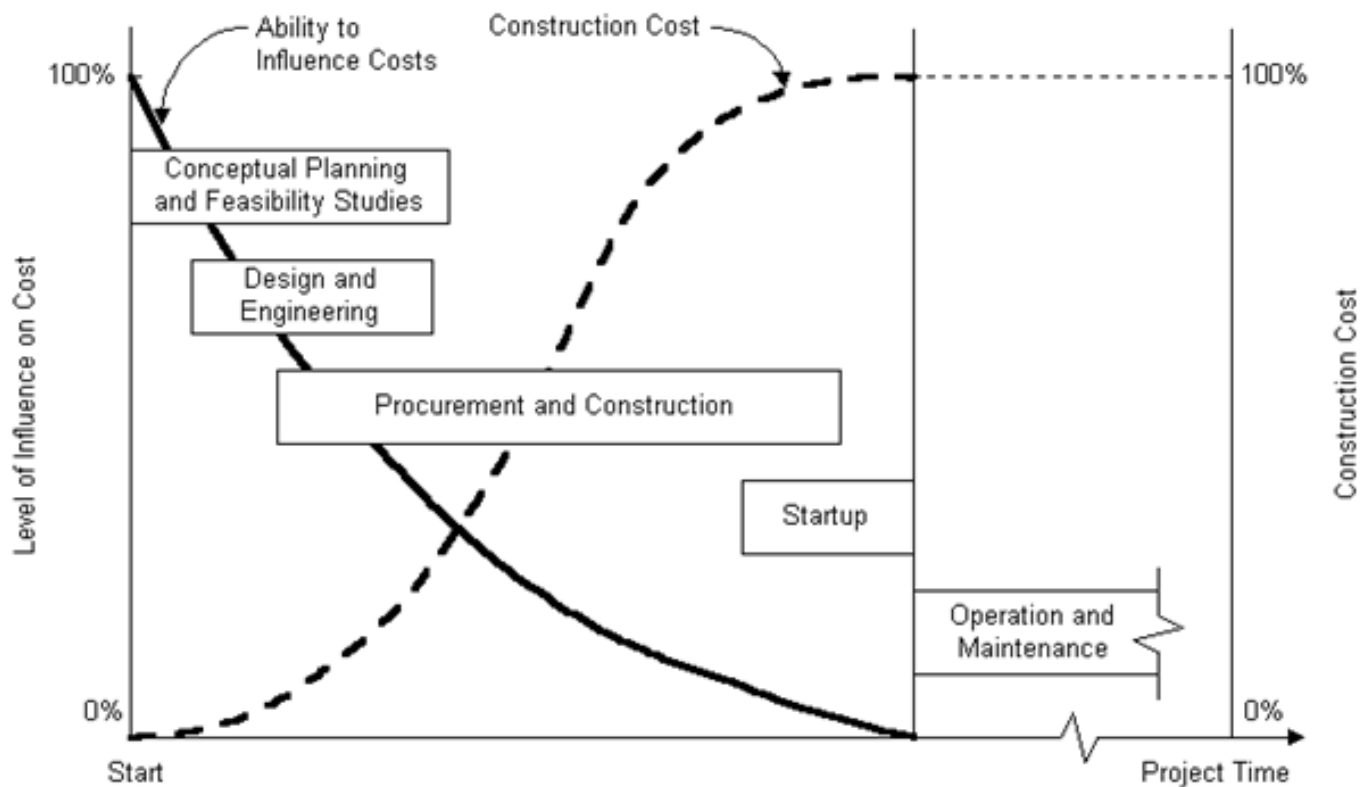 Ability to
Influence Costs
Construction Cost
100%
100%
Conceptual Planning
and Feasibility Studies
Design and
Engineering
Level of Influence on Cost
Construction Cost
Procurement and Construction
Startup
Operation and
Maintenance
0%
0%
Start
Project Time